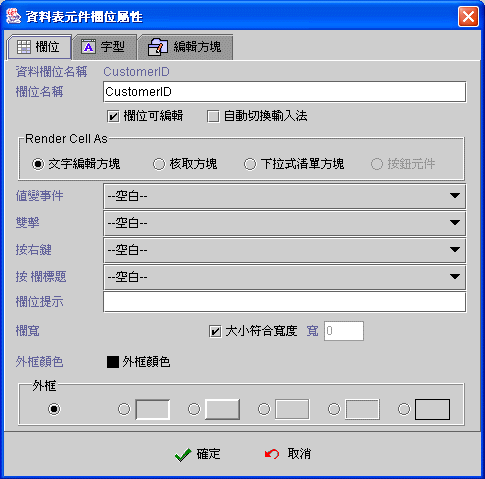 資料表元件欄位屬性
欄位 字型 編輯方塊
資料欄位名稱 CustomerID
欄位名稱 CustomerID
欄位可編輯 自動切換輸入法
Render Cell As
文字編輯方塊 核取方塊 下拉式清單方塊 按鈕元件
值變事件 --空白--
雙擊 --空白--
按右鍵 --空白--
按 欄標題 --空白--
欄位提示
欄寬 大小符合寬度 寬 0
外框顏色 外框顏色
外框
確定 取消